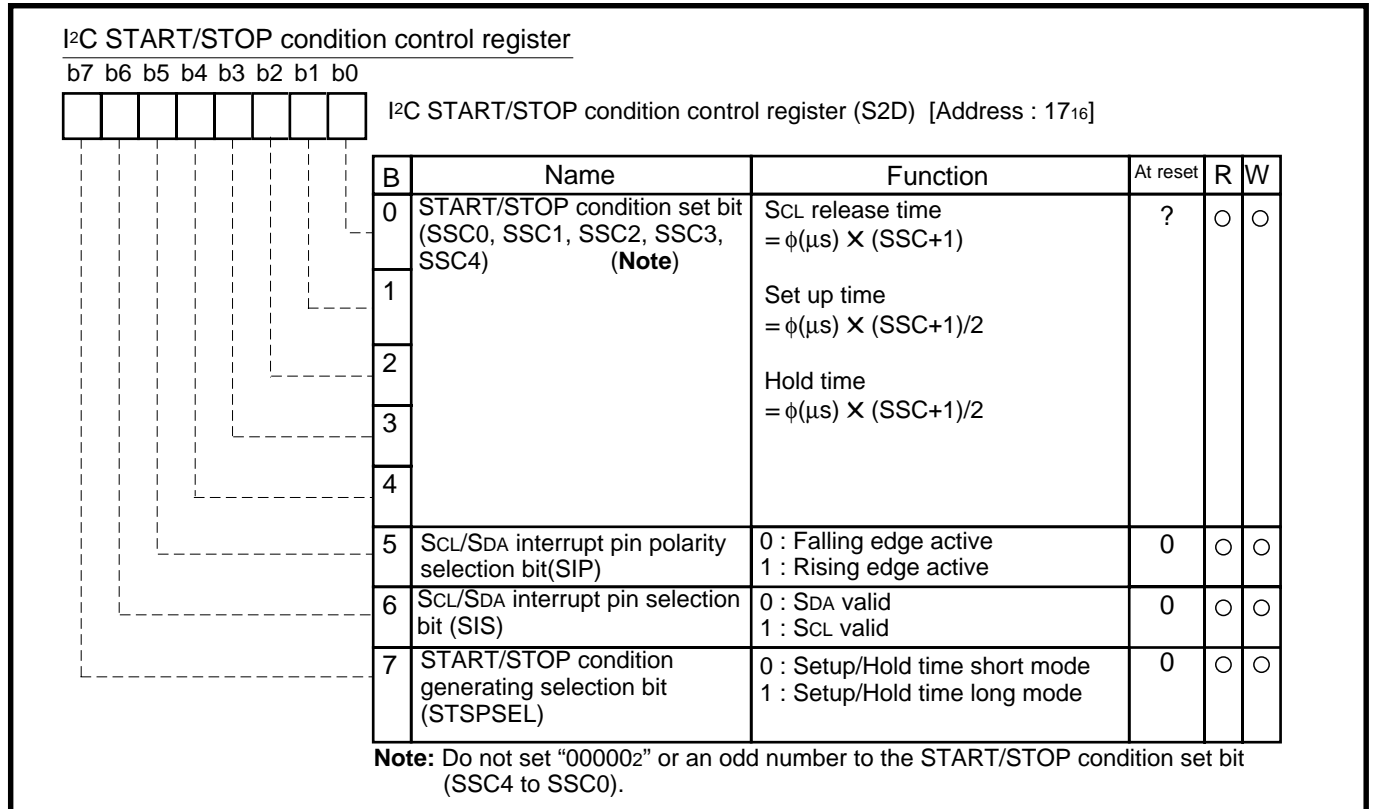 I2C START/STOP condition control register
b7 b6 b5 b4 b3 b2 b1 b0
I2C START/STOP condition control register (S2D) [Address : 1716]
B Name Function At reset R W
0 START/STOP condition set bit (SSC0, SSC1, SSC2, SSC3, SSC4) (Note) SCL release time ? ○ ○
= ϕ(μs) × (SSC+1)
1 Set up time
= ϕ(μs) × (SSC+1)/2
2 Hold time
3 = ϕ(μs) × (SSC+1)/2
4
5 SCL/SDA interrupt pin polarity selection bit(SIP) 0 : Falling edge active 0 ○ ○
1 : Rising edge active
6 SCL/SDA interrupt pin selection bit (SIS) 0 : SDA valid 0 ○ ○
1 : SCL valid
7 START/STOP condition generating selection bit (STSPSEL) 0 : Setup/Hold time short mode 0 ○ ○
1 : Setup/Hold time long mode
Note: Do not set “000002” or an odd number to the START/STOP condition set bit
(SSC4 to SSC0).